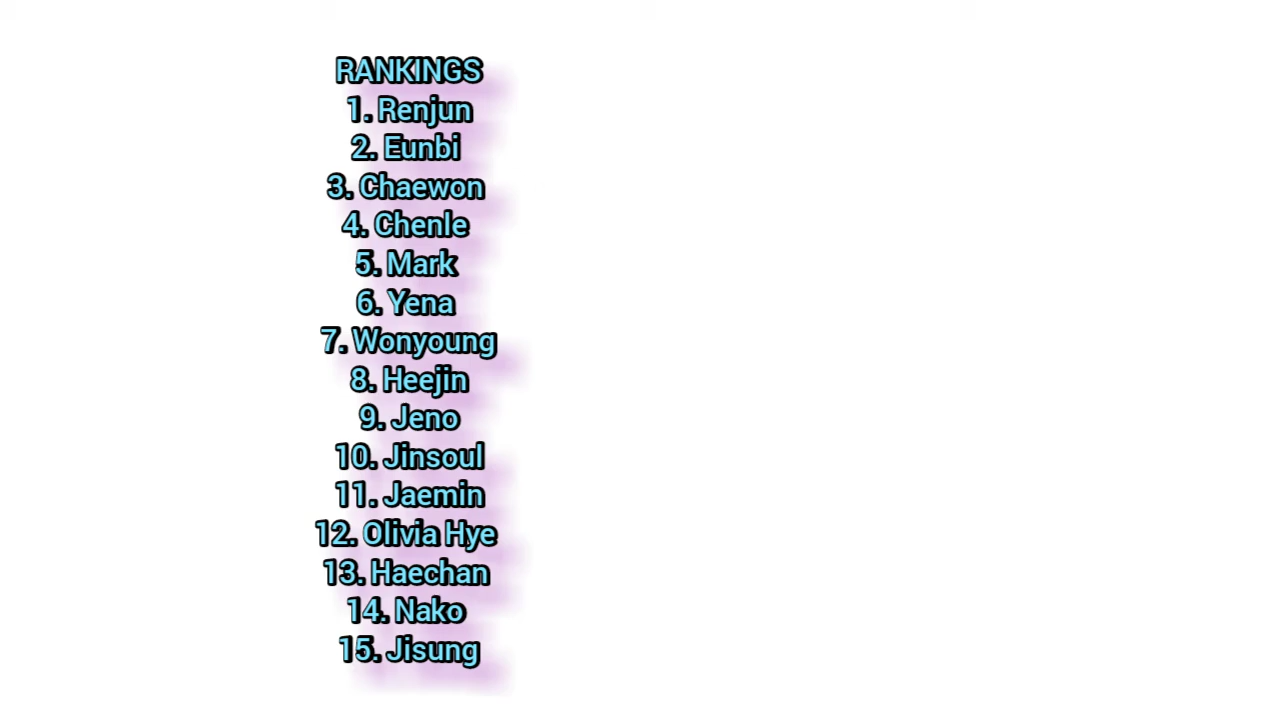 RANKINGS
1. Renjun
2. Eunbi
3. Chaewon
4. Chenle
5. Mark
6. Yena
7. Wonyoung
8. Heejin
9. Jeno
10. Jinsoul
11. Jaemin
12. Olivia Hye
13. Haechan
14. Nako
15. Jisung